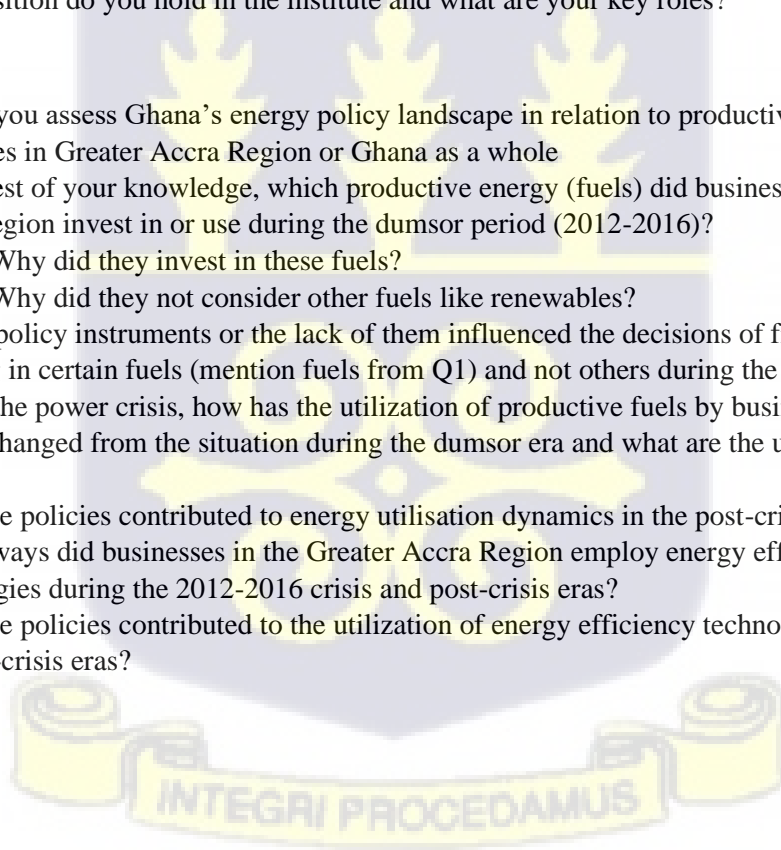 sition do you hold in the institute and what are your key roles?
you assess Ghana's energy policy landscape in relation to productiv
es in Greater Accra Region or Ghana as a whole
est of your knowledge, which productive energy (fuels) did busines
egion invest in or use during the dumsor period (2012-2016)?
Why did they invest in these fuels?
Why did they not consider other fuels like renewables?
policy instruments or the lack of them influenced the decisions of f
in certain fuels (mention fuels from Q1) and not others during the
he power crisis, how has the utilization of productive fuels by busi
hanged from the situation during the dumsor era and what are the u
e policies contributed to energy utilisation dynamics in the post-cri
ways did businesses in the Greater Accra Region employ energy eff
gies during the 2012-2016 crisis and post-crisis eras?
e policies contributed to the utilization of energy efficiency techno
-crisis eras?
INTEGRI PROCEDAMUS